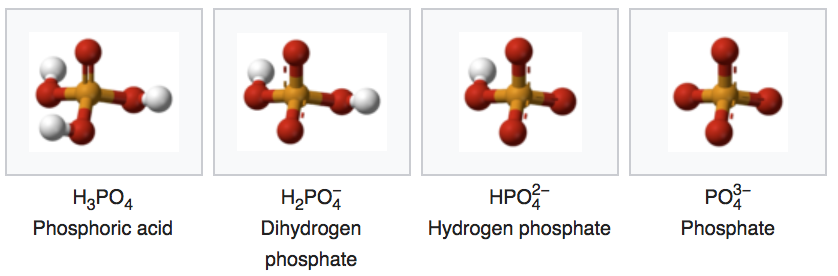 H₃PO₄
Phosphoric acid
H₂PO₄⁻
Dihydrogen
phosphate
HPO₄²⁻
Hydrogen phosphate
PO₄³⁻
Phosphate